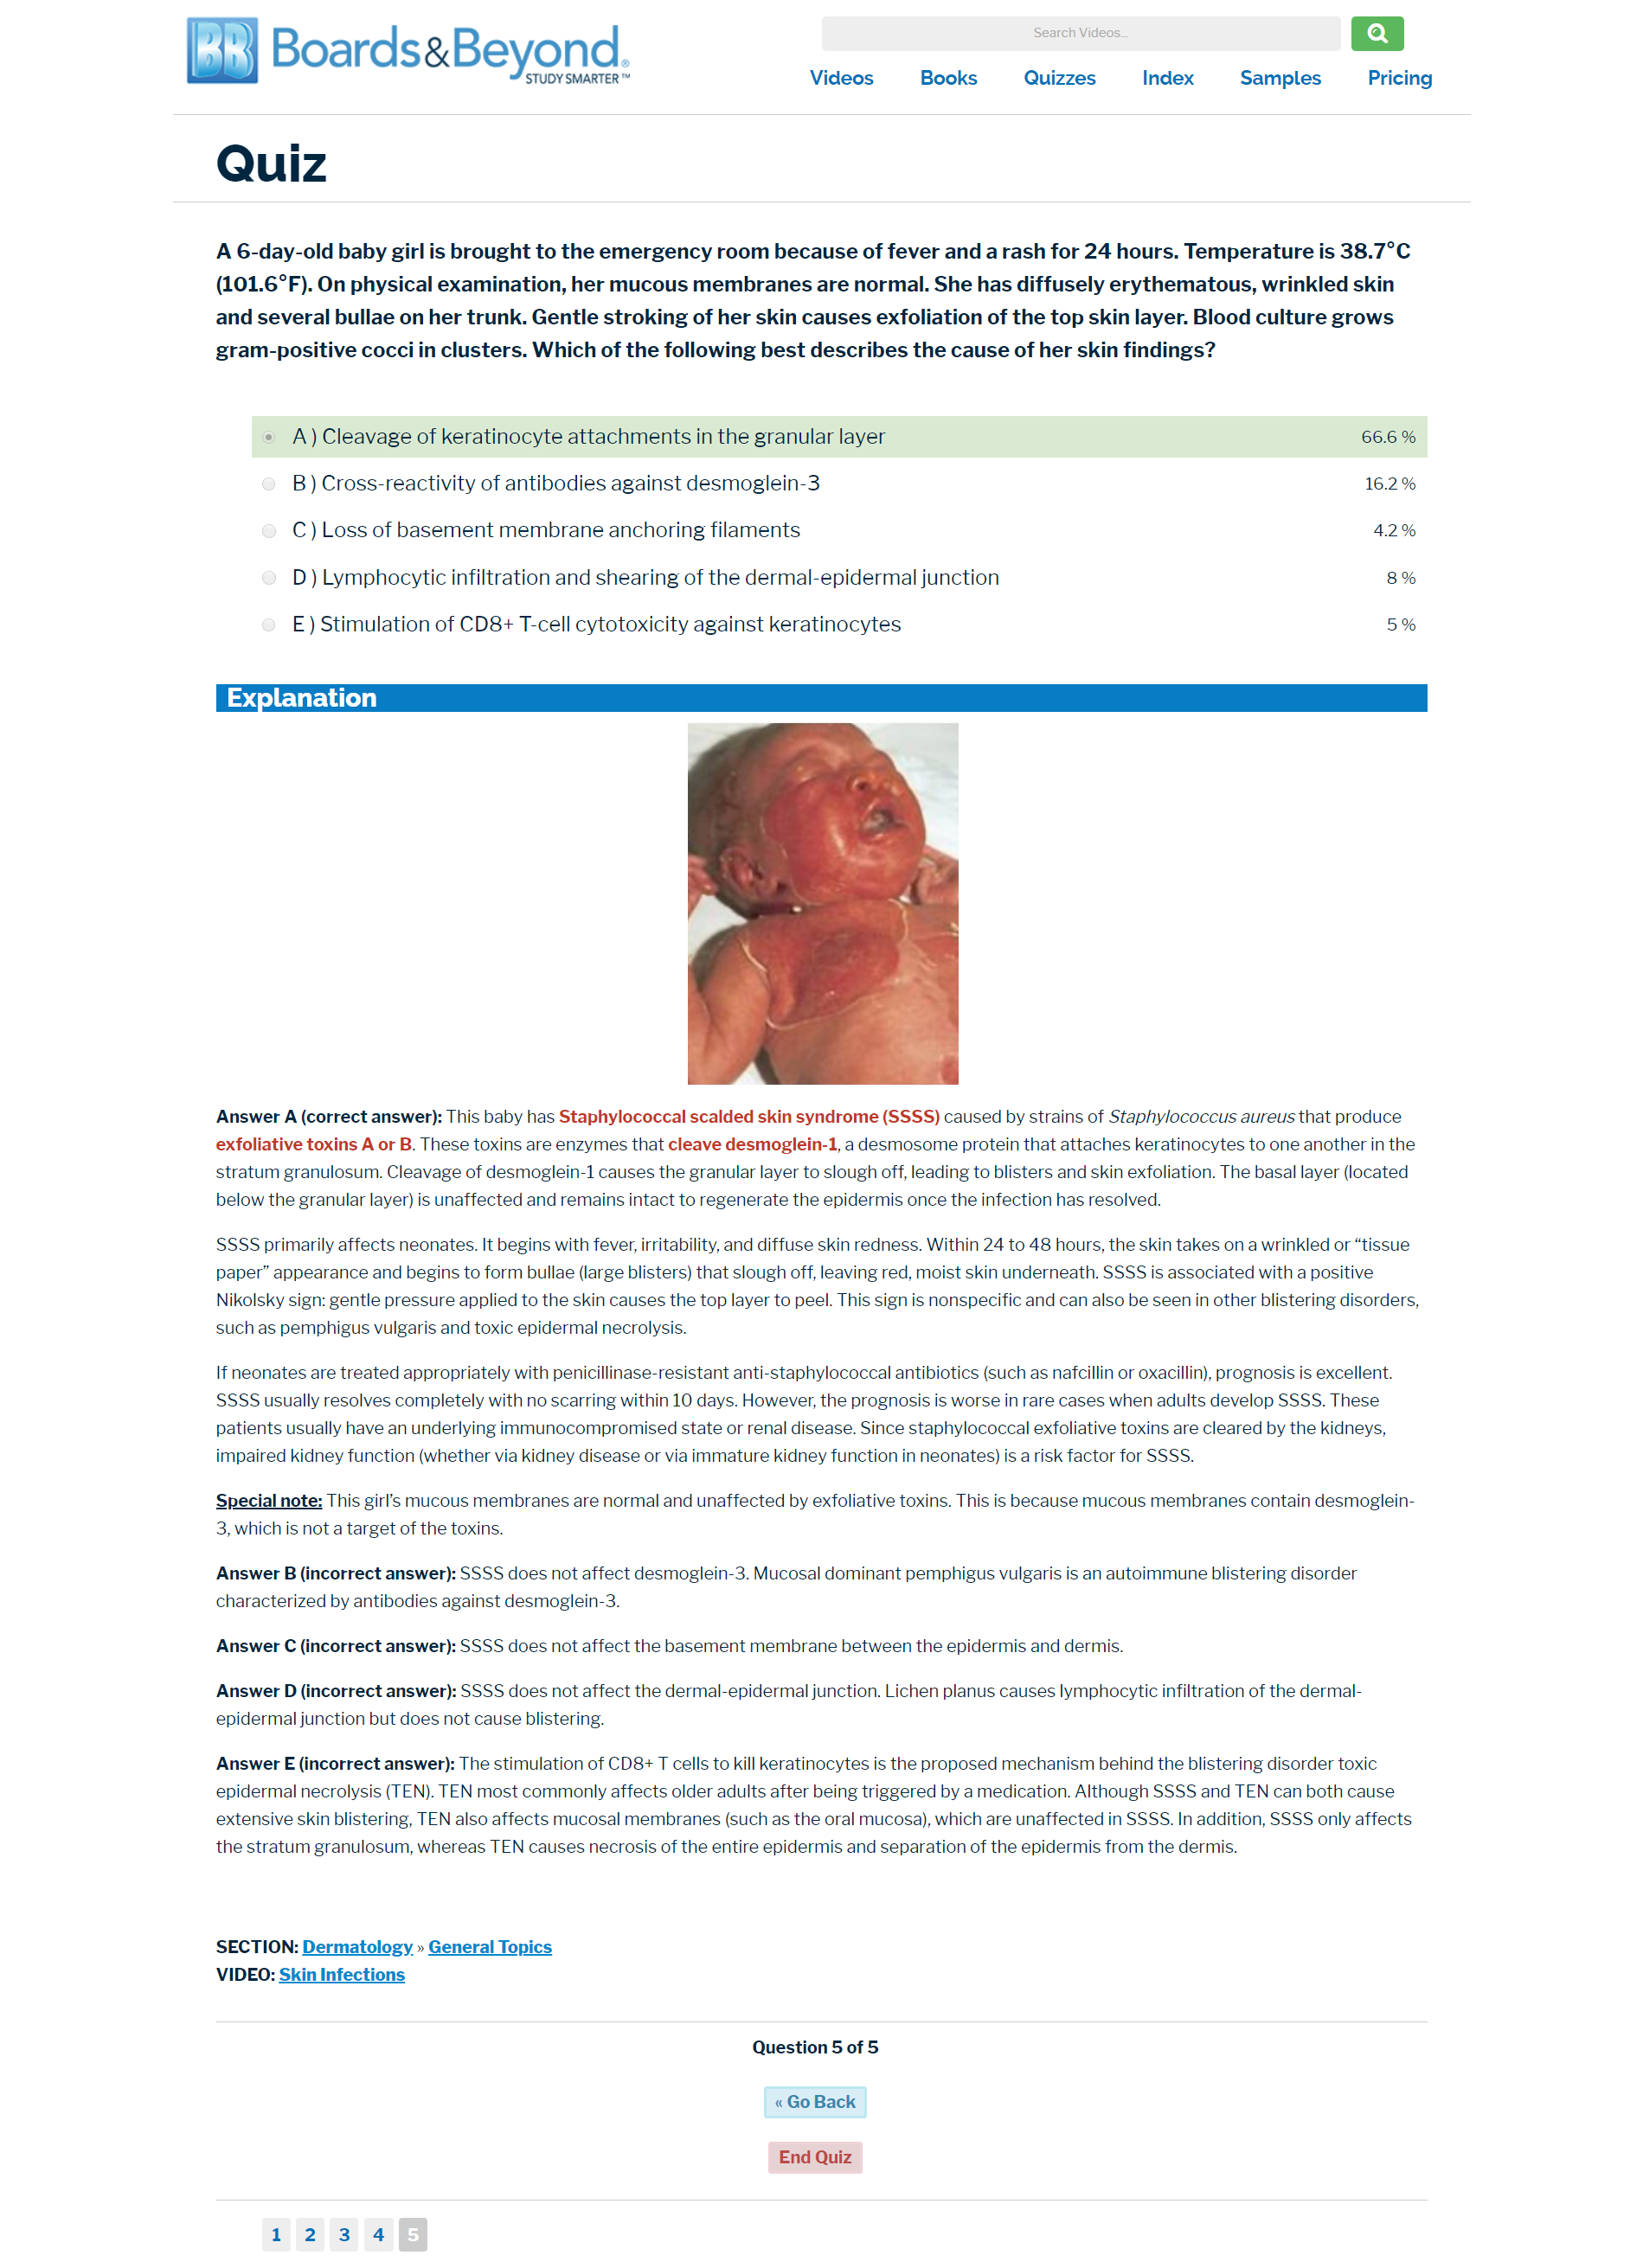 BB Boards&Beyond®
STUDY SMARTER™
Search Videos...
Videos Books Quizzes Index Samples Pricing
Quiz
A 6-day-old baby girl is brought to the emergency room because of fever and a rash for 24 hours. Temperature is 38.7°C
(101.6°F). On physical examination, her mucous membranes are normal. She has diffusely erythematous, wrinkled skin
and several bullae on her trunk. Gentle stroking of her skin causes exfoliation of the top skin layer. Blood culture grows
gram-positive cocci in clusters. Which of the following best describes the cause of her skin findings?
A ) Cleavage of keratinocyte attachments in the granular layer 66.6 %
B ) Cross-reactivity of antibodies against desmoglein-3 16.2 %
C ) Loss of basement membrane anchoring filaments 4.2 %
D ) Lymphocytic infiltration and shearing of the dermal-epidermal junction 8 %
E ) Stimulation of CD8+ T-cell cytotoxicity against keratinocytes 5 %
Explanation
Answer A (correct answer): This baby has Staphylococcal scalded skin syndrome (SSSS) caused by strains of Staphylococcus aureus that produce
exfoliative toxins A or B. These toxins are enzymes that cleave desmoglein-1, a desmosome protein that attaches keratinocytes to one another in the
stratum granulosum. Cleavage of desmoglein-1 causes the granular layer to slough off, leading to blisters and skin exfoliation. The basal layer (located
below the granular layer) is unaffected and remains intact to regenerate the epidermis once the infection has resolved.
SSSS primarily affects neonates. It begins with fever, irritability, and diffuse skin redness. Within 24 to 48 hours, the skin takes on a wrinkled or “tissue
paper” appearance and begins to form bullae (large blisters) that slough off, leaving red, moist skin underneath. SSSS is associated with a positive
Nikolsky sign: gentle pressure applied to the skin causes the top layer to peel. This sign is nonspecific and can also be seen in other blistering disorders,
such as pemphigus vulgaris and toxic epidermal necrolysis.
If neonates are treated appropriately with penicillinase-resistant anti-staphylococcal antibiotics (such as nafcillin or oxacillin), prognosis is excellent.
SSSS usually resolves completely with no scarring within 10 days. However, the prognosis is worse in rare cases when adults develop SSSS. These
patients usually have an underlying immunocompromised state or renal disease. Since staphylococcal exfoliative toxins are cleared by the kidneys,
impaired kidney function (whether via kidney disease or via immature kidney function in neonates) is a risk factor for SSSS.
Special note: This girl’s mucous membranes are normal and unaffected by exfoliative toxins. This is because mucous membranes contain desmoglein-
3, which is not a target of the toxins.
Answer B (incorrect answer): SSSS does not affect desmoglein-3. Mucosal dominant pemphigus vulgaris is an autoimmune blistering disorder
characterized by antibodies against desmoglein-3.
Answer C (incorrect answer): SSSS does not affect the basement membrane between the epidermis and dermis.
Answer D (incorrect answer): SSSS does not affect the dermal-epidermal junction. Lichen planus causes lymphocytic infiltration of the dermal-
epidermal junction but does not cause blistering.
Answer E (incorrect answer): The stimulation of CD8+ T cells to kill keratinocytes is the proposed mechanism behind the blistering disorder toxic
epidermal necrolysis (TEN). TEN most commonly affects older adults after being triggered by a medication. Although SSSS and TEN can both cause
extensive skin blistering, TEN also affects mucosal membranes (such as the oral mucosa), which are unaffected in SSSS. In addition, SSSS only affects
the stratum granulosum, whereas TEN causes necrosis of the entire epidermis and separation of the epidermis from the dermis.
SECTION: Dermatology » General Topics
VIDEO: Skin Infections
Question 5 of 5
« Go Back
End Quiz
1 2 3 4 5